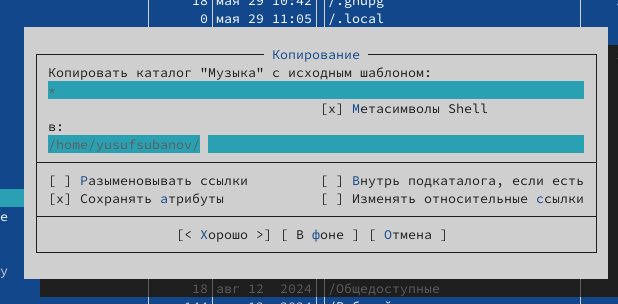 18 мая 29 10:42 /.gnupg
0 мая 29 11:05 /.local
Копирование
Копировать каталог "Музыка" с исходным шаблоном:
*
[x] Метасимволы Shell
в:
/home/yusufsubanov/
[ ] Разыменовывать ссылки [ ] Внутрь подкаталога, если есть
[x] Сохранять атрибуты [ ] Изменять относительные ссылки
е
[< Хорошо >] [ В фоне ] [ Отмена ]
у
18 авг 12 2024 /Общедоступные